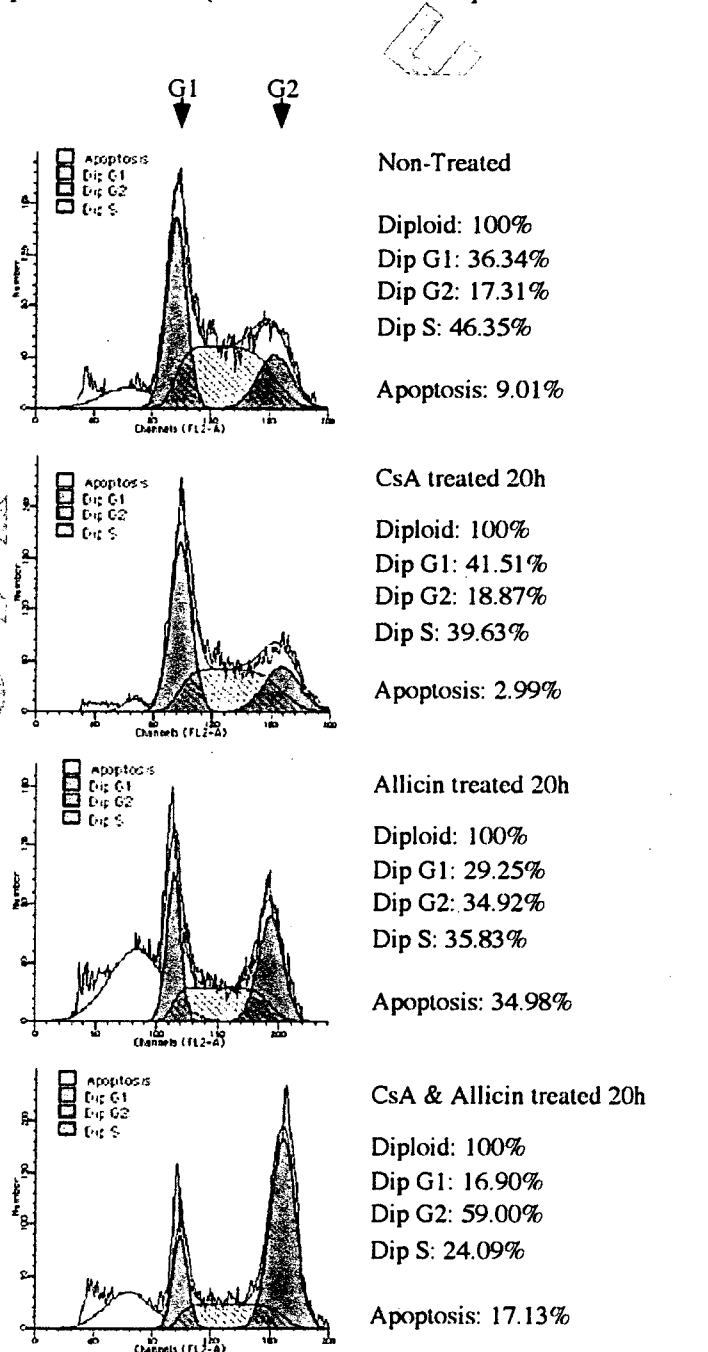 G1 G2
Apoptosis
Dip G1
Dip G2
Dip S
Number
Channels (FL2-A)
Non-Treated
Diploid: 100%
Dip G1: 36.34%
Dip G2: 17.31%
Dip S: 46.35%
Apoptosis: 9.01%
Apoptosis
Dip G1
Dip G2
Dip S
Number
Channels (FL2-A)
CsA treated 20h
Diploid: 100%
Dip G1: 41.51%
Dip G2: 18.87%
Dip S: 39.63%
Apoptosis: 2.99%
Apoptosis
Dip G1
Dip G2
Dip S
Number
Channels (FL2-A)
Allicin treated 20h
Diploid: 100%
Dip G1: 29.25%
Dip G2: 34.92%
Dip S: 35.83%
Apoptosis: 34.98%
Apoptosis
Dip G1
Dip G2
Dip S
Number
Channels (FL2-A)
CsA & Allicin treated 20h
Diploid: 100%
Dip G1: 16.90%
Dip G2: 59.00%
Dip S: 24.09%
Apoptosis: 17.13%